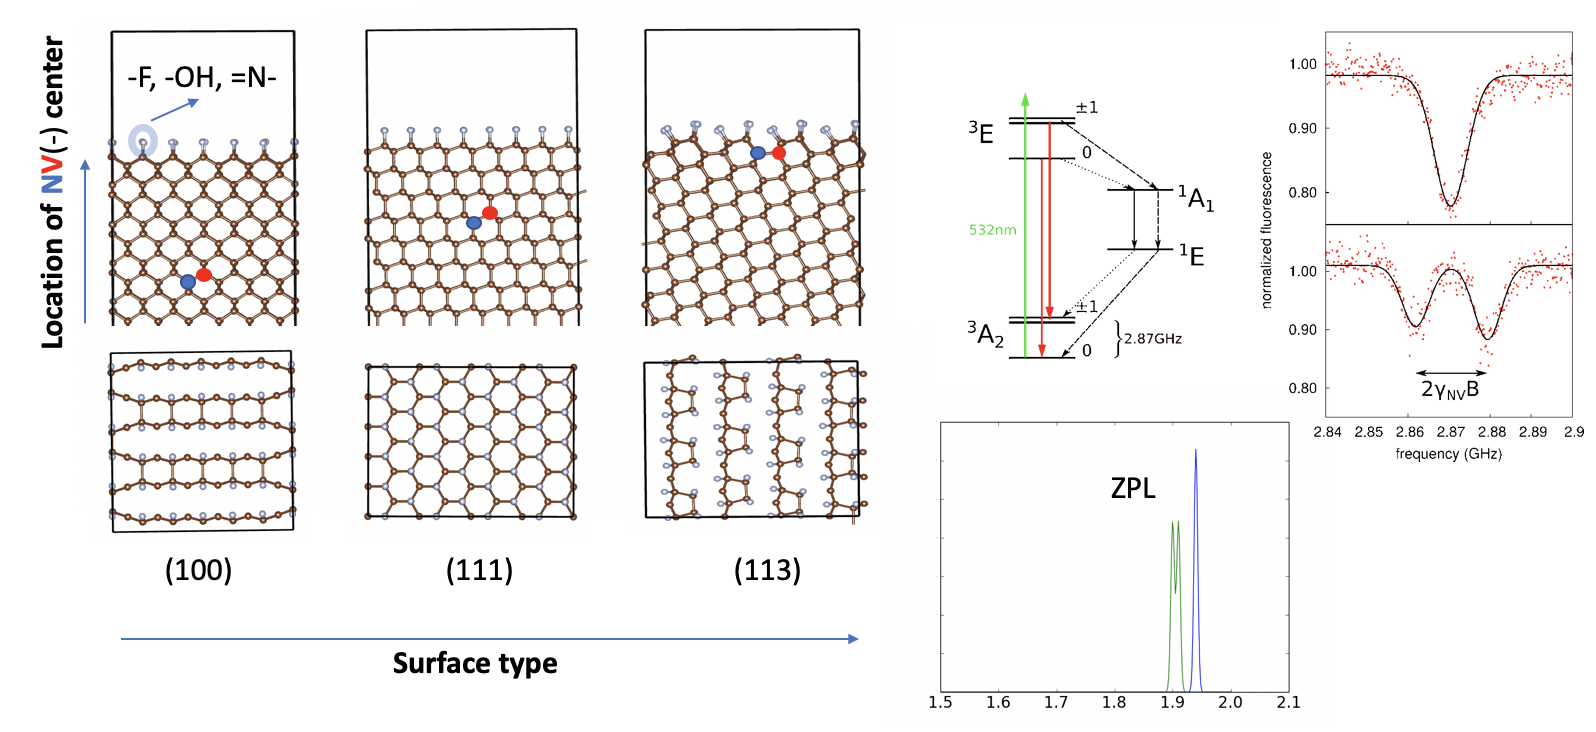 Location of NV(-) center
-F, -OH, =N-
(100)
(111)
(113)
Surface type
³E
±1
0
¹A₁
532nm
¹E
±1
³A₂
2.87GHz
0
normalized fluorescence
1.00
0.90
0.80
1.00
0.90
0.80
2γNVB
2.84 2.85 2.86 2.87 2.88 2.89 2.9
frequency (GHz)
ZPL
1.5 1.6 1.7 1.8 1.9 2.0 2.1